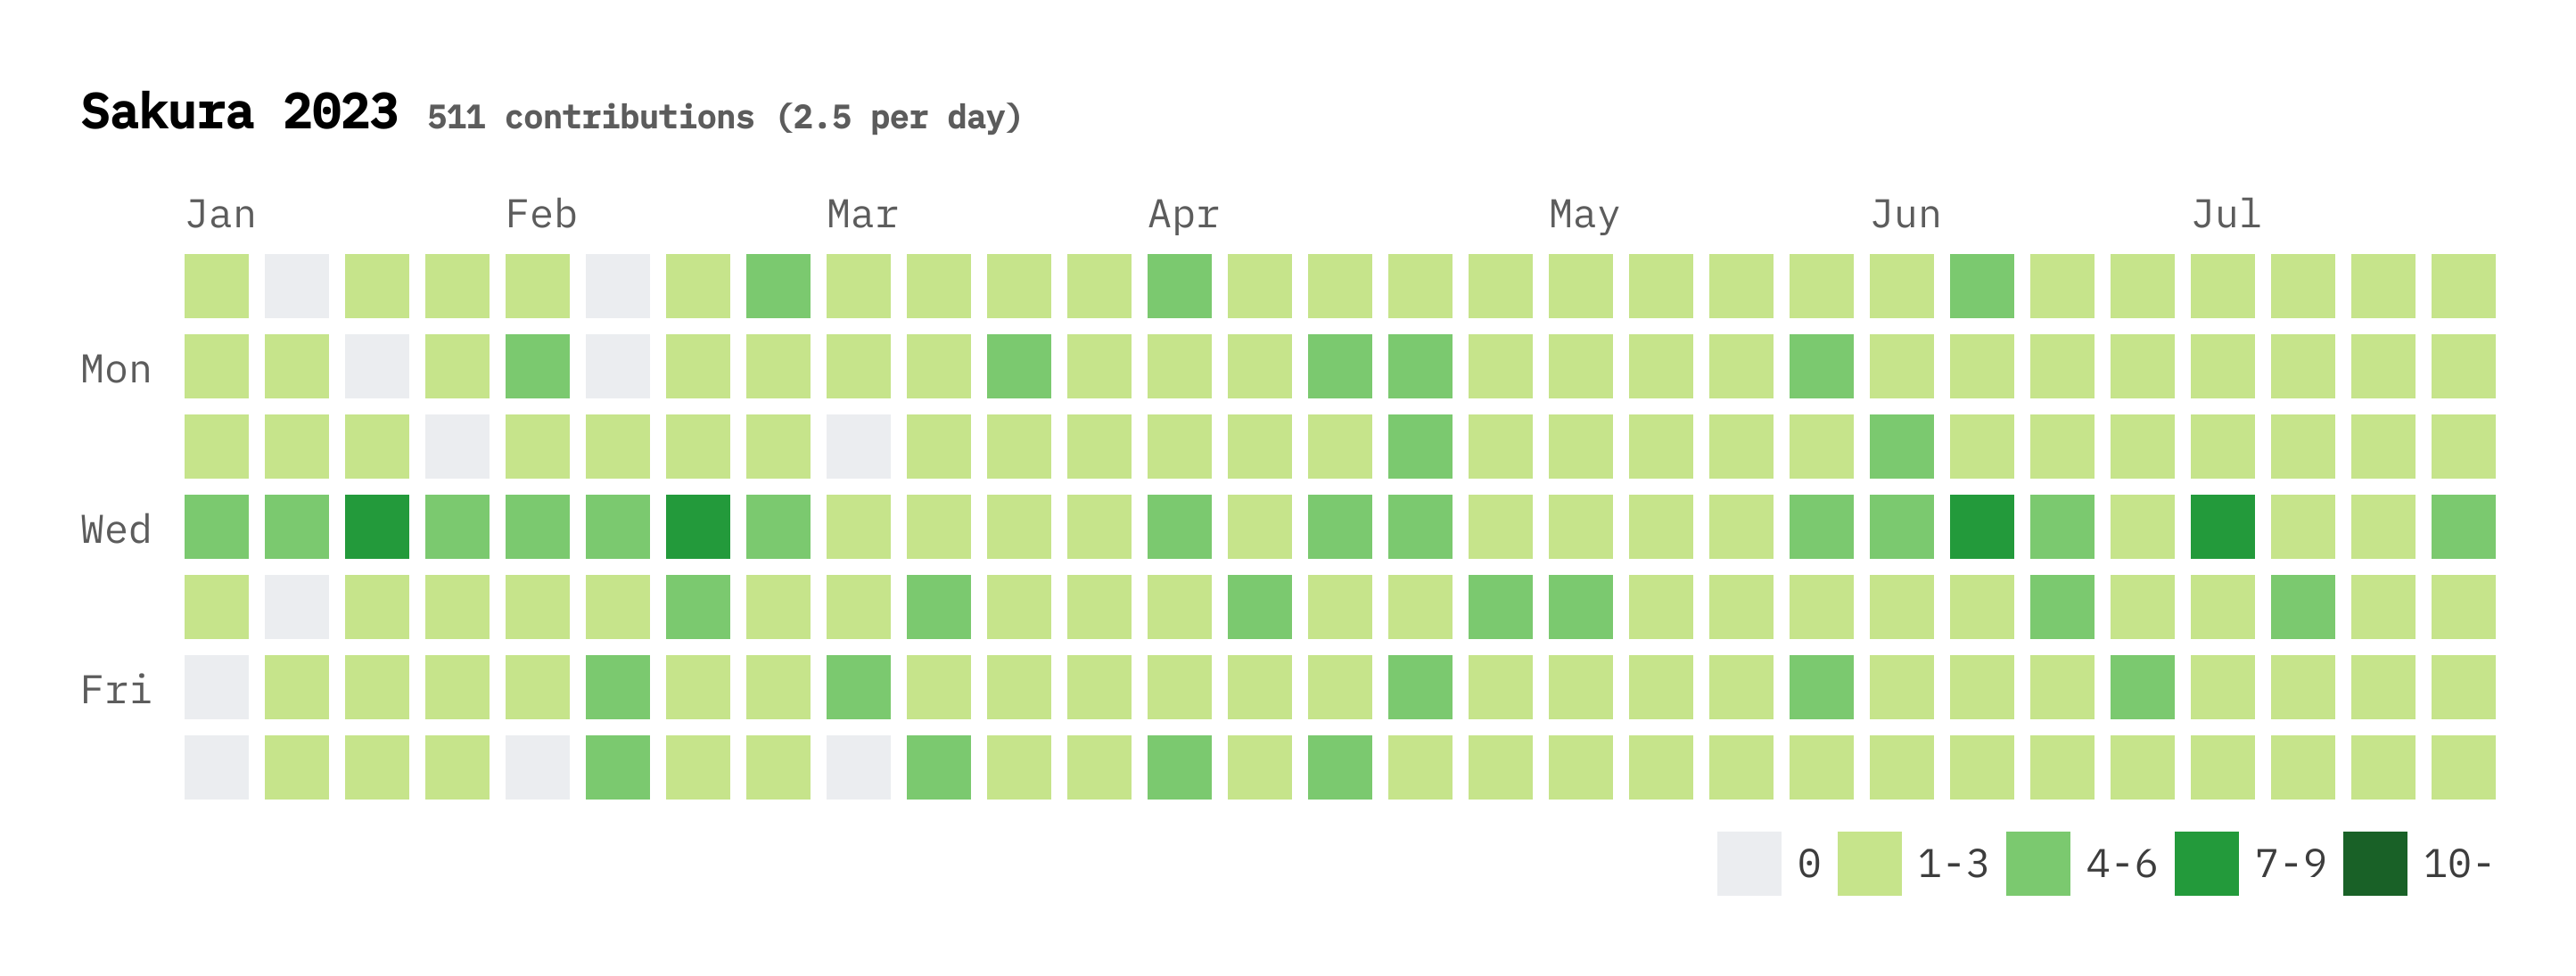 Sakura 2023 511 contributions (2.5 per day)
Jan Feb Mar Apr May Jun Jul
Mon
Wed
Fri
0 1-3 4-6 7-9 10-